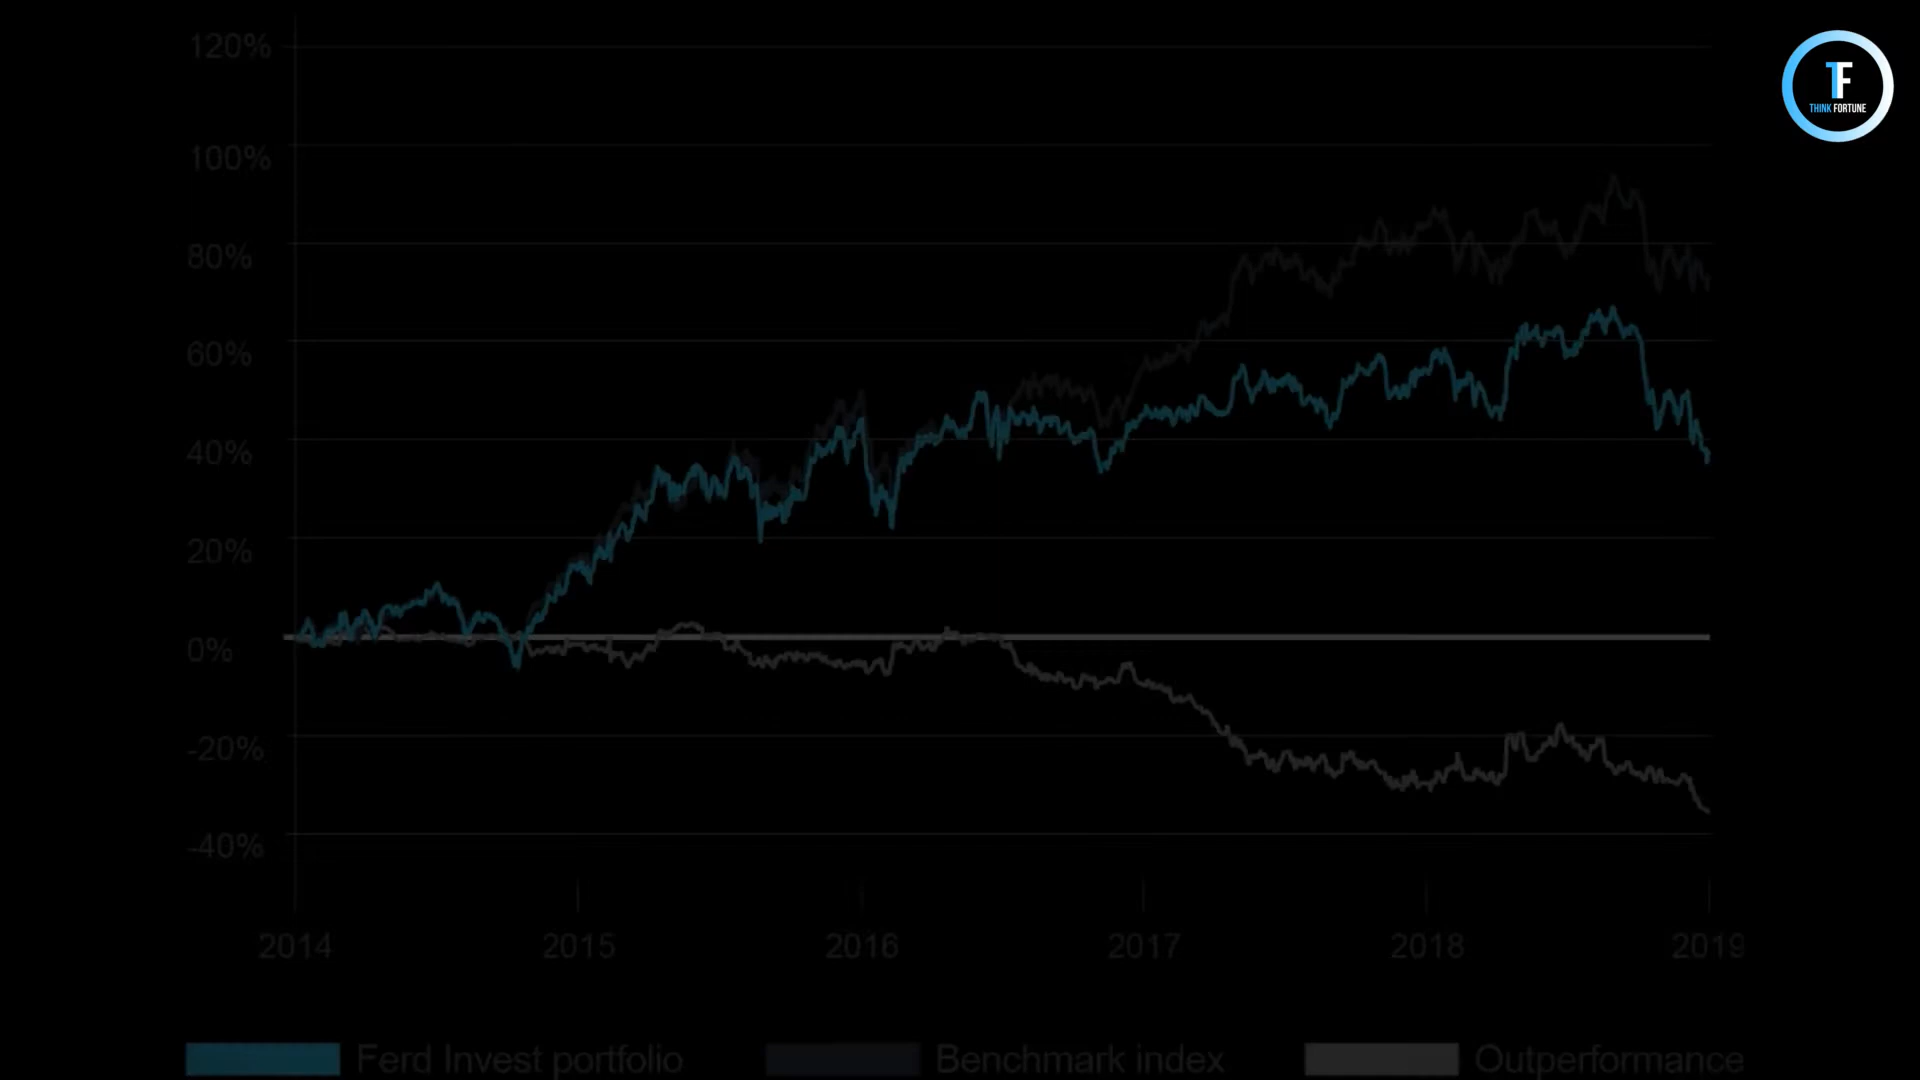 120%
100%
80%
60%
40%
20%
0%
-20%
-40%
2014 2015 2016 2017 2018 2019
Ferd Invest portfolio Benchmark index Outperformance
TF
THINK FORTUNE